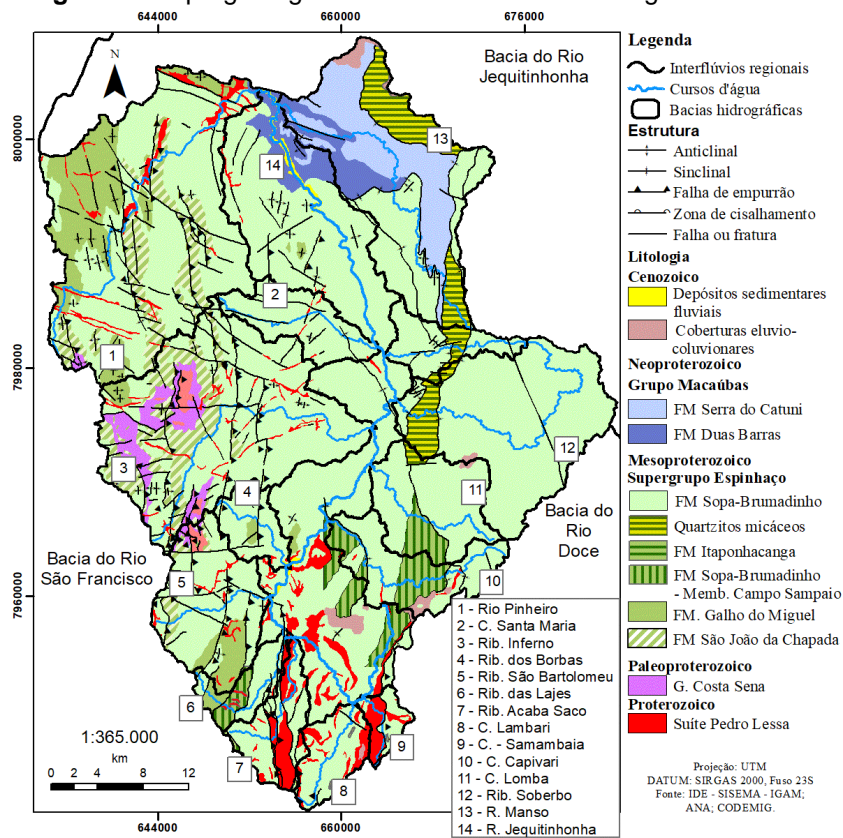 644000
660000
676000
8000000
7980000
7960000
N
Bacia do Rio
Jequitinhonha
Bacia do
Rio
Doce
Bacia do Rio
São Francisco
1
2
3
4
5
6
7
8
9
10
11
12
13
14
1:365.000
km
0 2 4 8 12
644000
660000
1 - Rio Pinheiro
2 - C. Santa Maria
3 - Rib. Inferno
4 - Rib. dos Borbas
5 - Rib. São Bartolomeu
6 - Rib. das Lajes
7 - Rib. Acaba Saco
8 - C. Lambari
9 - C. - Samambaia
10 - C. Capivari
11 - C. Lomba
12 - Rib. Soberbo
13 - R. Manso
14 - R. Jequitinhonha
Legenda
Interflúvios regionais
Cursos d'água
Bacias hidrográficas
Estrutura
Anticlinal
Sinclinal
Falha de empurrão
Zona de cisalhamento
Falha ou fratura
Litologia
Cenozoico
Depósitos sedimentares
fluviais
Coberturas eluvio-
coluvionares
Neoproterozoico
Grupo Macaúbas
FM Serra do Catuni
FM Duas Barras
Mesoproterozoico
Supergrupo Espinhaço
FM Sopa-Brumadinho
Quartzitos micáceos
FM Itaponhacanga
FM Sopa-Brumadinho
- Memb. Campo Sampaio
FM. Galho do Miguel
FM São João da Chapada
Paleoproterozoico
G. Costa Sena
Proterozoico
Suíte Pedro Lessa
Projeção: UTM
DATUM: SIRGAS 2000, Fuso 23S
Fonte: IDE - SISEMA - IGAM;
ANA; CODEMIG.